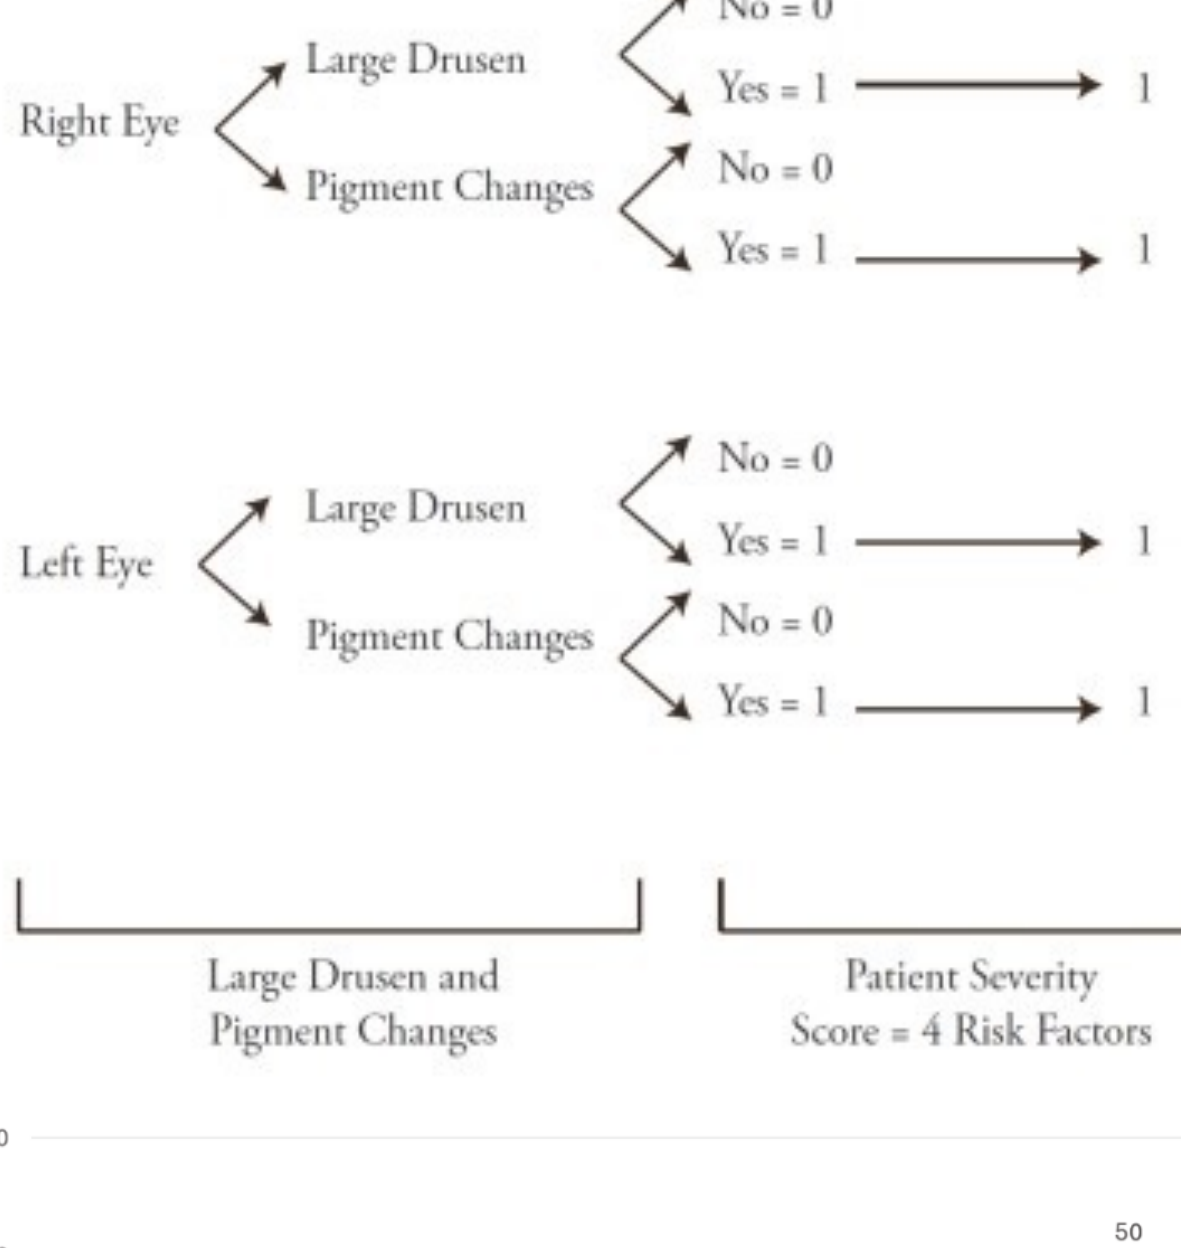 No = 0
Large Drusen
Yes = 1 1
Right Eye
No = 0
Pigment Changes
Yes = 1 1
No = 0
Large Drusen
Yes = 1 1
Left Eye
No = 0
Pigment Changes
Yes = 1 1
Large Drusen and
Pigment Changes
Patient Severity
Score = 4 Risk Factors
50